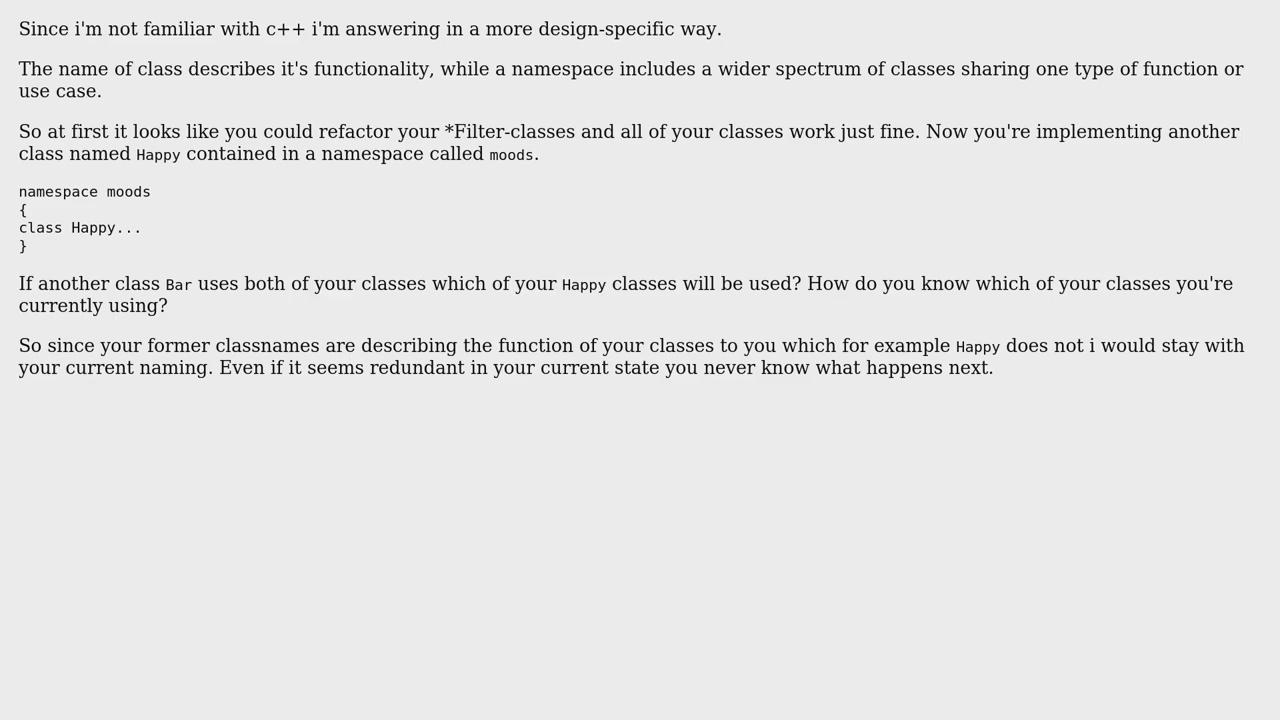 Since i'm not familiar with c++ i'm answering in a more design-specific way.
The name of class describes it's functionality, while a namespace includes a wider spectrum of classes sharing one type of function or
use case.
So at first it looks like you could refactor your *Filter-classes and all of your classes work just fine. Now you're implementing another
class named Happy contained in a namespace called moods.
namespace moods
{
class Happy...
}
If another class Bar uses both of your classes which of your Happy classes will be used? How do you know which of your classes you're
currently using?
So since your former classnames are describing the function of your classes to you which for example Happy does not i would stay with
your current naming. Even if it seems redundant in your current state you never know what happens next.